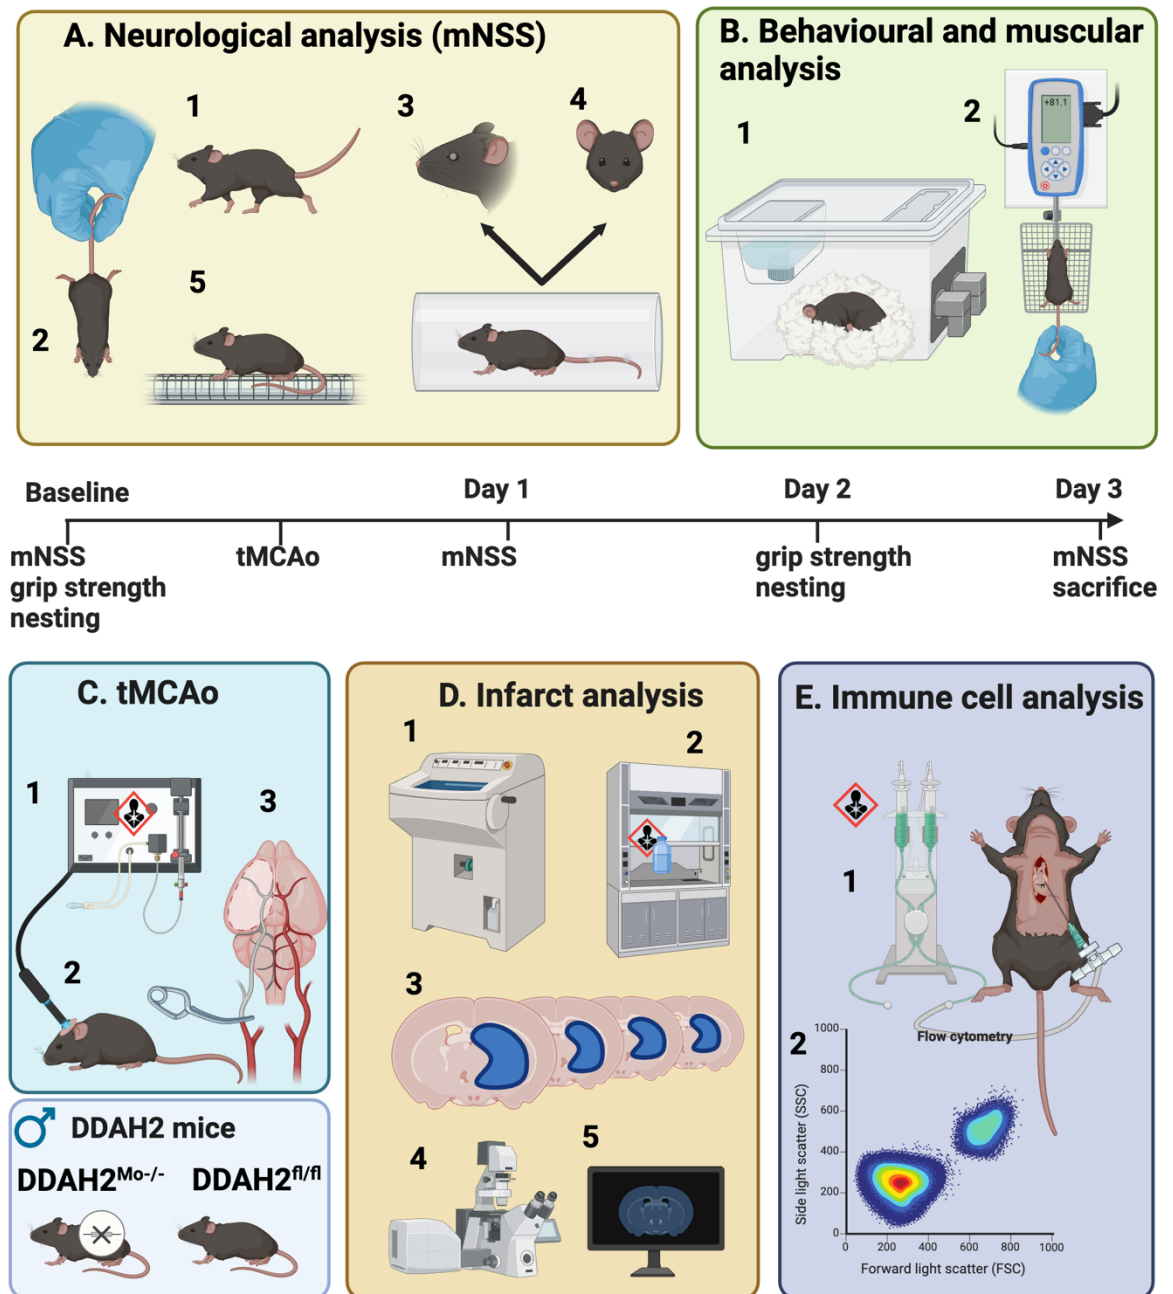 A. Neurological analysis (mNSS)
1
2
3
4
5
B. Behavioural and muscular
analysis
1
2
+81.1
Baseline
Day 1
Day 2
Day 3
mNSS
grip strength
nesting
tMCAo
mNSS
grip strength
nesting
mNSS
sacrifice
C. tMCAo
1
2
3
DDAH2 mice
DDAH2Mo-/-
DDAH2fl/fl
D. Infarct analysis
1
2
3
4
5
E. Immune cell analysis
1
2
Flow cytometry
Side light scatter (SSC)
1000
800
600
400
200
0
0 200 400 600 800 1000
Forward light scatter (FSC)